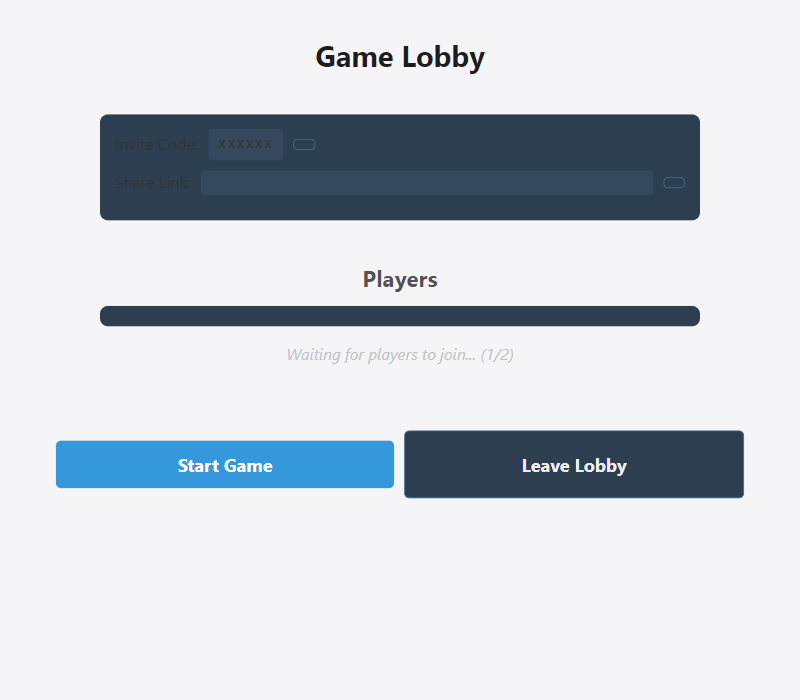 Game Lobby
Invite Code: XXXXXX
Share Link:
Players
Waiting for players to join... (1/2)
Start Game
Leave Lobby